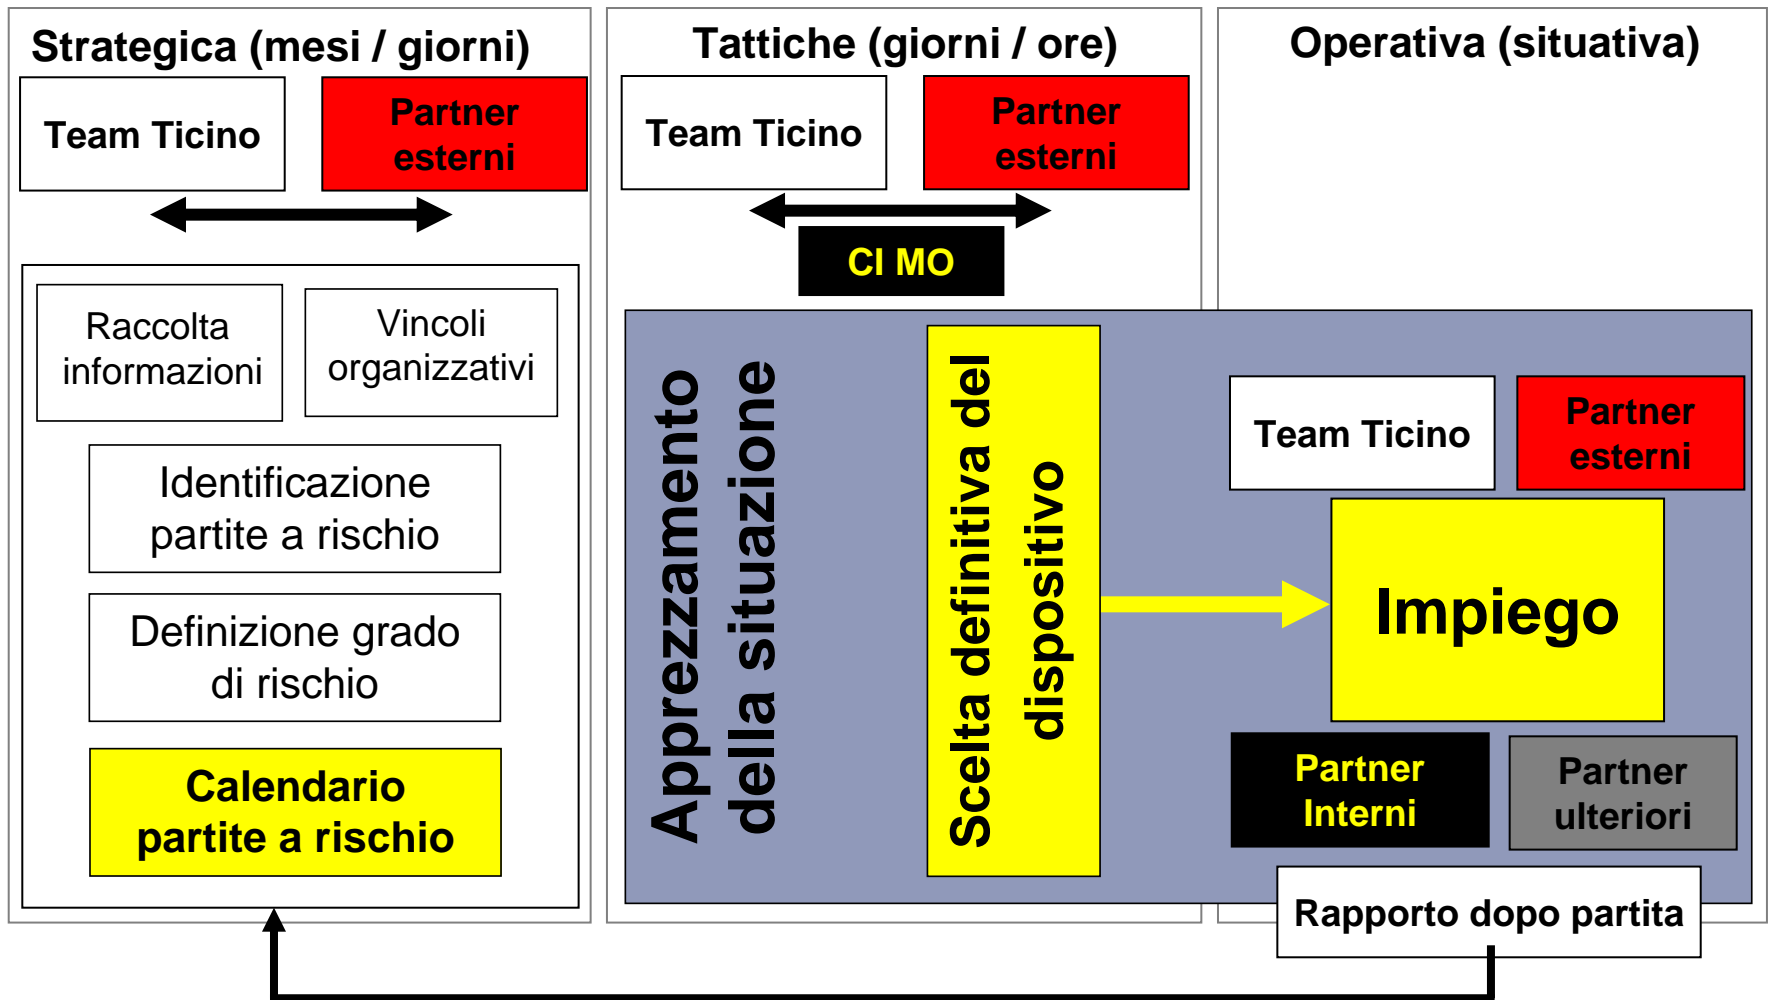 Strategica (mesi / giorni)
Team Ticino
Partner
esterni
Raccolta
informazioni
Vincoli
organizzativi
Identificazione
partite a rischio
Definizione grado
di rischio
Calendario
partite a rischio
Tattiche (giorni / ore)
Team Ticino
Partner
esterni
CI MO
Apprezzamento
della situazione
Scelta definitiva del
dispositivo
Operativa (situativa)
Team Ticino
Partner
esterni
Impiego
Partner
Interni
Partner
ulteriori
Rapporto dopo partita